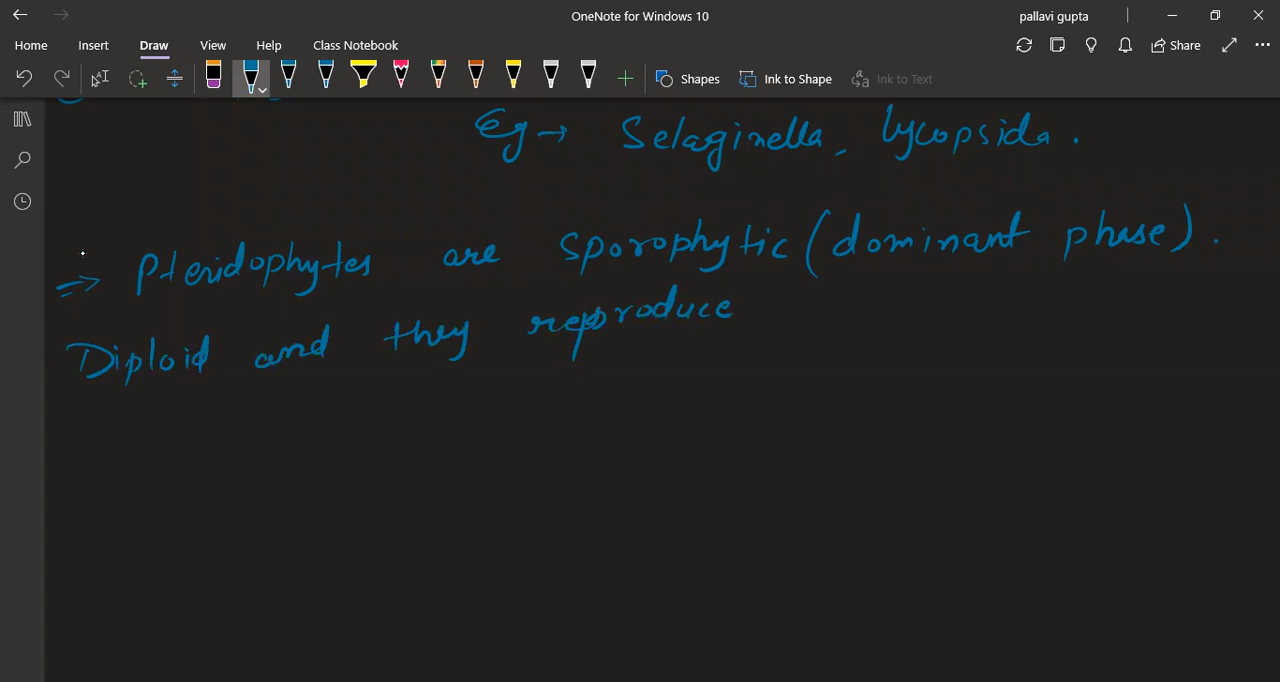 OneNote for Windows 10
pallavi gupta
Home Insert Draw View Help Class Notebook
Share
Shapes Ink to Shape Ink to Text
Eg → Selaginella, lycopsida.
=> Pteridophytes are sporophytic (dominant phase).
Diploid and they reproduce